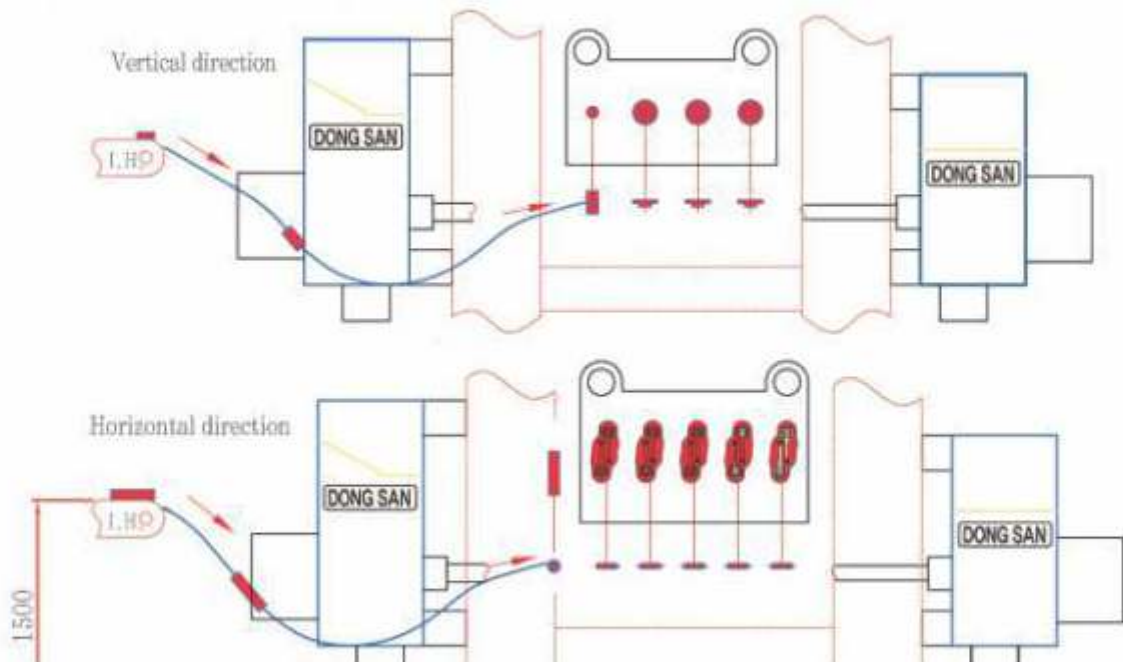 Vertical direction
I.HO
DONG SAN
DONG SAN
Horizontal direction
I.HO
DONG SAN
DONG SAN
1500